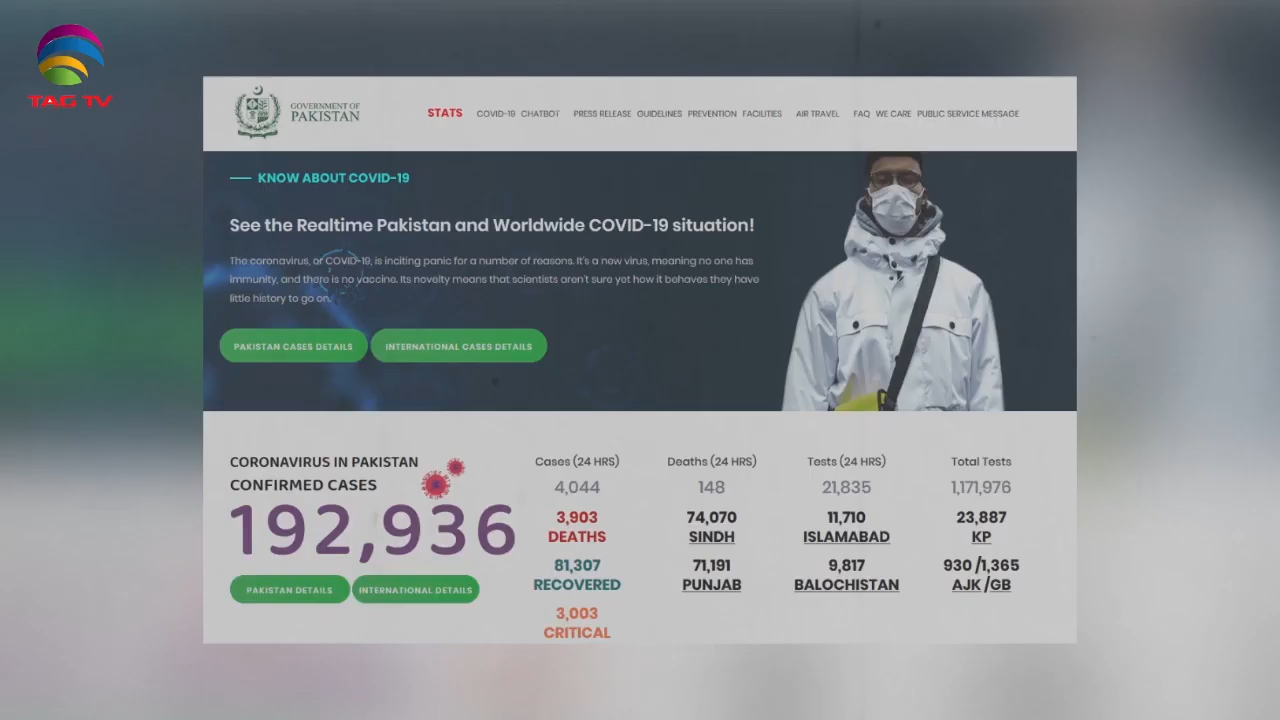 TAG TV
GOVERNMENT OF
PAKISTAN
STATS COVID-19 CHATBOT PRESS RELEASE GUIDELINES PREVENTION FACILITIES AIR TRAVEL FAQ WE CARE PUBLIC SERVICE MESSAGE
KNOW ABOUT COVID-19
See the Realtime Pakistan and Worldwide COVID-19 situation!
The coronavirus, or COVID-19, is inciting panic for a number of reasons. It's a new virus, meaning no one has
immunity, and there is no vaccine. Its novelty means that scientists aren't sure yet how it behaves they have
little history to go on.
PAKISTAN CASES DETAILS INTERNATIONAL CASES DETAILS
CORONAVIRUS IN PAKISTAN
CONFIRMED CASES
192,936
PAKISTAN DETAILS INTERNATIONAL DETAILS
Cases (24 HRS) Deaths (24 HRS) Tests (24 HRS) Total Tests
4,044 148 21,835 1,171,976
3,903 74,070 11,710 23,887
DEATHS SINDH ISLAMABAD KP
81,307 71,191 9,817 930 /1,365
RECOVERED PUNJAB BALOCHISTAN AJK /GB
3,003
CRITICAL